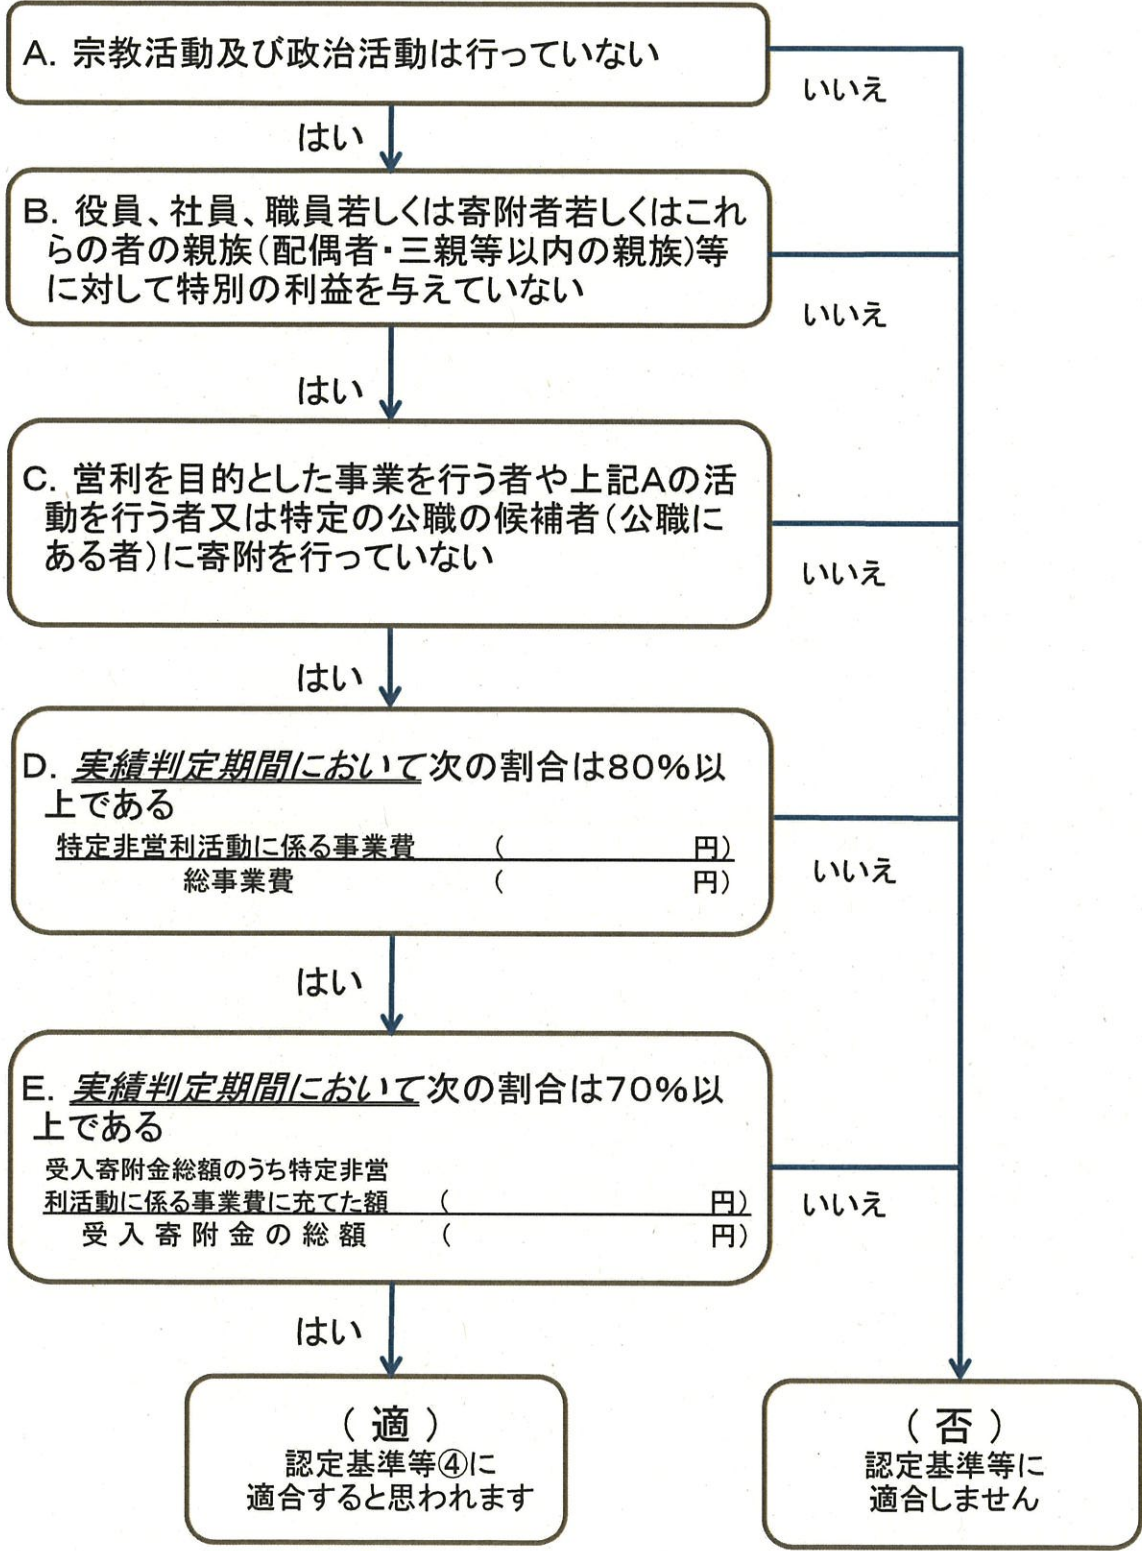 A. 宗教活動及び政治活動は行っていない
いいえ
はい
B. 役員、社員、職員若しくは寄附者若しくはこれ
らの者の親族(配偶者・三親等以内の親族)等
に対して特別の利益を与えていない
いいえ
はい
C. 営利を目的とした事業を行う者や上記Aの活
動を行う者又は特定の公職の候補者(公職に
ある者)に寄附を行っていない
いいえ
はい
D. 実績判定期間において次の割合は80%以
上である
特定非営利活動に係る事業費 ( 円)
総事業費 ( 円)
いいえ
はい
E. 実績判定期間において次の割合は70%以
上である
受入寄附金総額のうち特定非営
利活動に係る事業費に充てた額 ( 円)
受入寄附金の総額 ( 円)
いいえ
はい
(適)
認定基準等④に
適合すると思われます
(否)
認定基準等に
適合しません